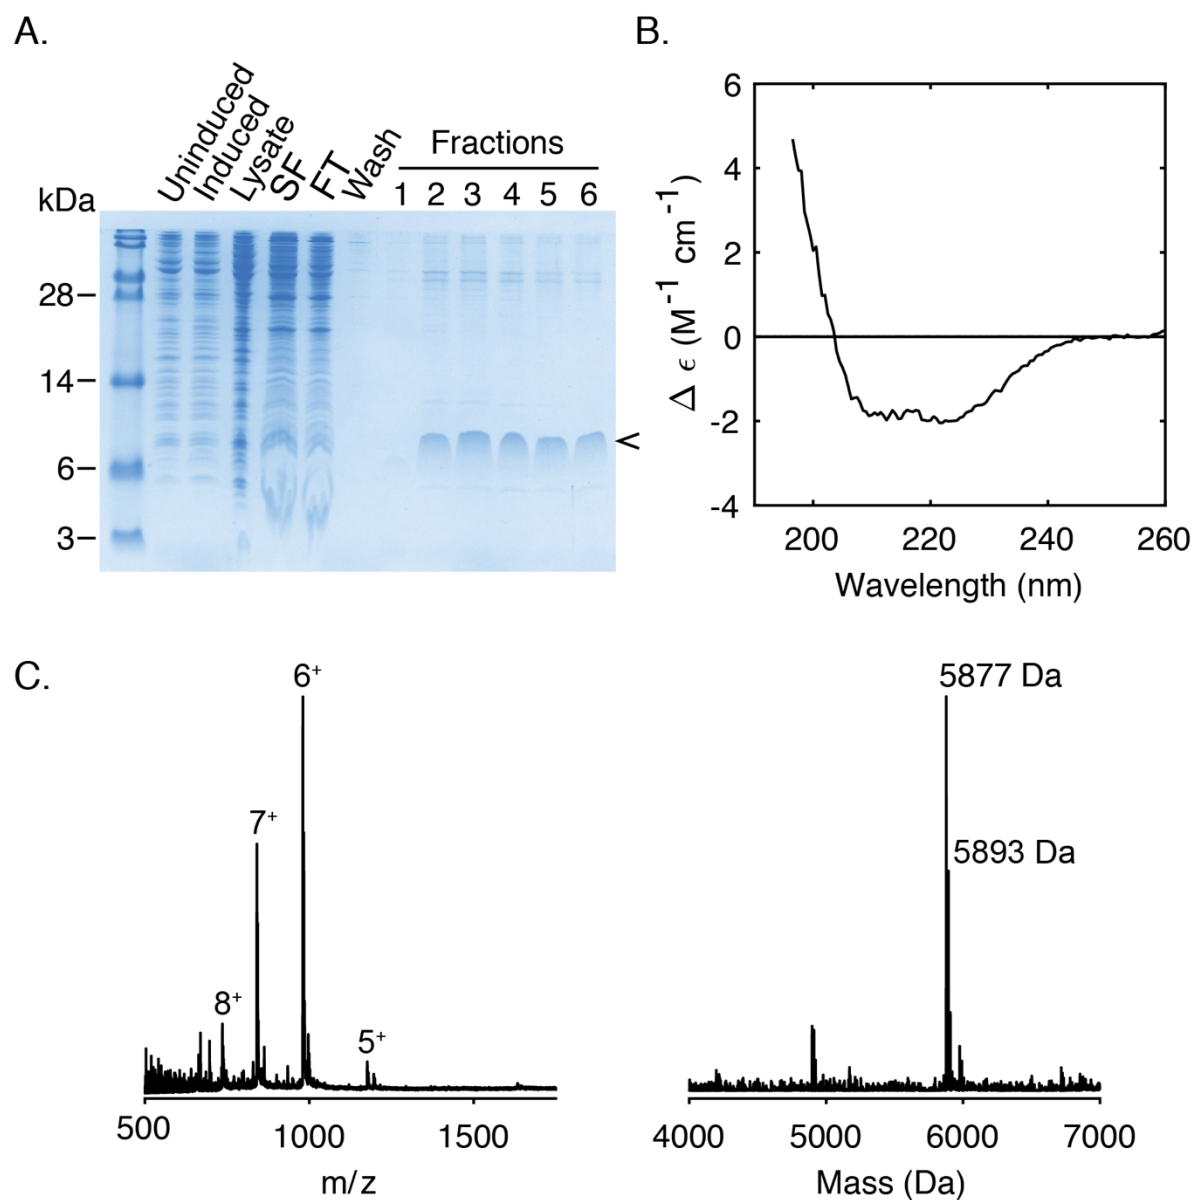 A.
Uninduced
Induced
Lysate
SF
FT
Wash
Fractions
1 2 3 4 5 6
kDa
28
14
6
3
<
B.
6
4
2
0
-2
-4
Δ ϵ (M⁻¹ cm⁻¹)
200 220 240 260
Wavelength (nm)
C.
6⁺
7⁺
8⁺
5⁺
500 1000 1500
m/z
5877 Da
5893 Da
4000 5000 6000 7000
Mass (Da)